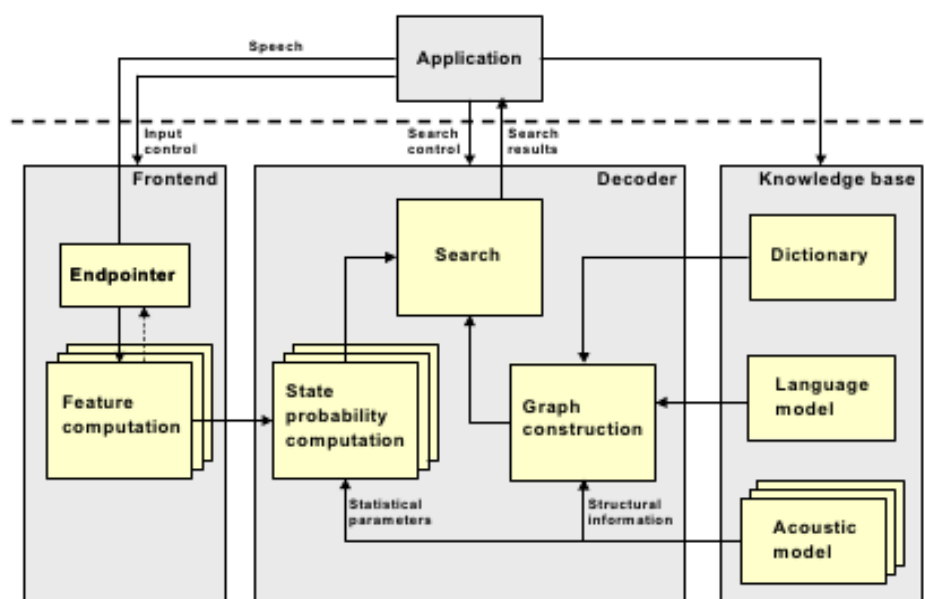 Speech
Application
Input
control
Search
control
Search
results
Frontend
Decoder
Knowledge base
Endpointer
Search
Dictionary
Feature
computation
State
probability
computation
Graph
construction
Language
model
Statistical
parameters
Structural
information
Acoustic
model